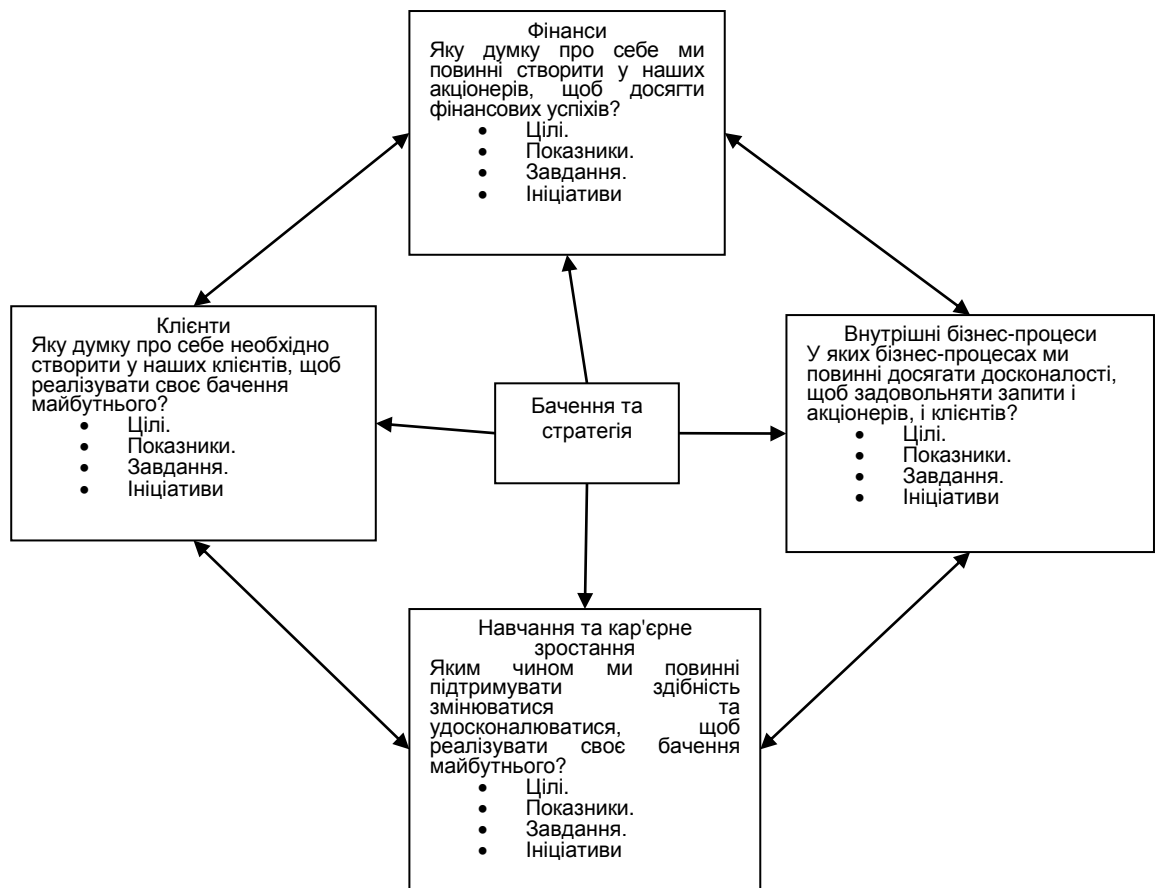 Фінанси
Яку думку про себе ми
повинні створити у наших
акціонерів, щоб досягти
фінансових успіхів?
• Цілі.
• Показники.
• Завдання.
• Ініціативи
Клієнти
Яку думку про себе необхідно
створити у наших клієнтів, щоб
реалізувати своє бачення
майбутнього?
• Цілі.
• Показники.
• Завдання.
• Ініціативи
Бачення та
стратегія
Внутрішні бізнес-процеси
У яких бізнес-процесах ми
повинні досягати досконалості,
щоб задовольняти запити і
акціонерів, і клієнтів?
• Цілі.
• Показники.
• Завдання.
• Ініціативи
Навчання та кар'єрне
зростання
Яким чином ми повинні
підтримувати здібність
змінюватися та
удосконалюватися, щоб
реалізувати своє бачення
майбутнього?
• Цілі.
• Показники.
• Завдання.
• Ініціативи